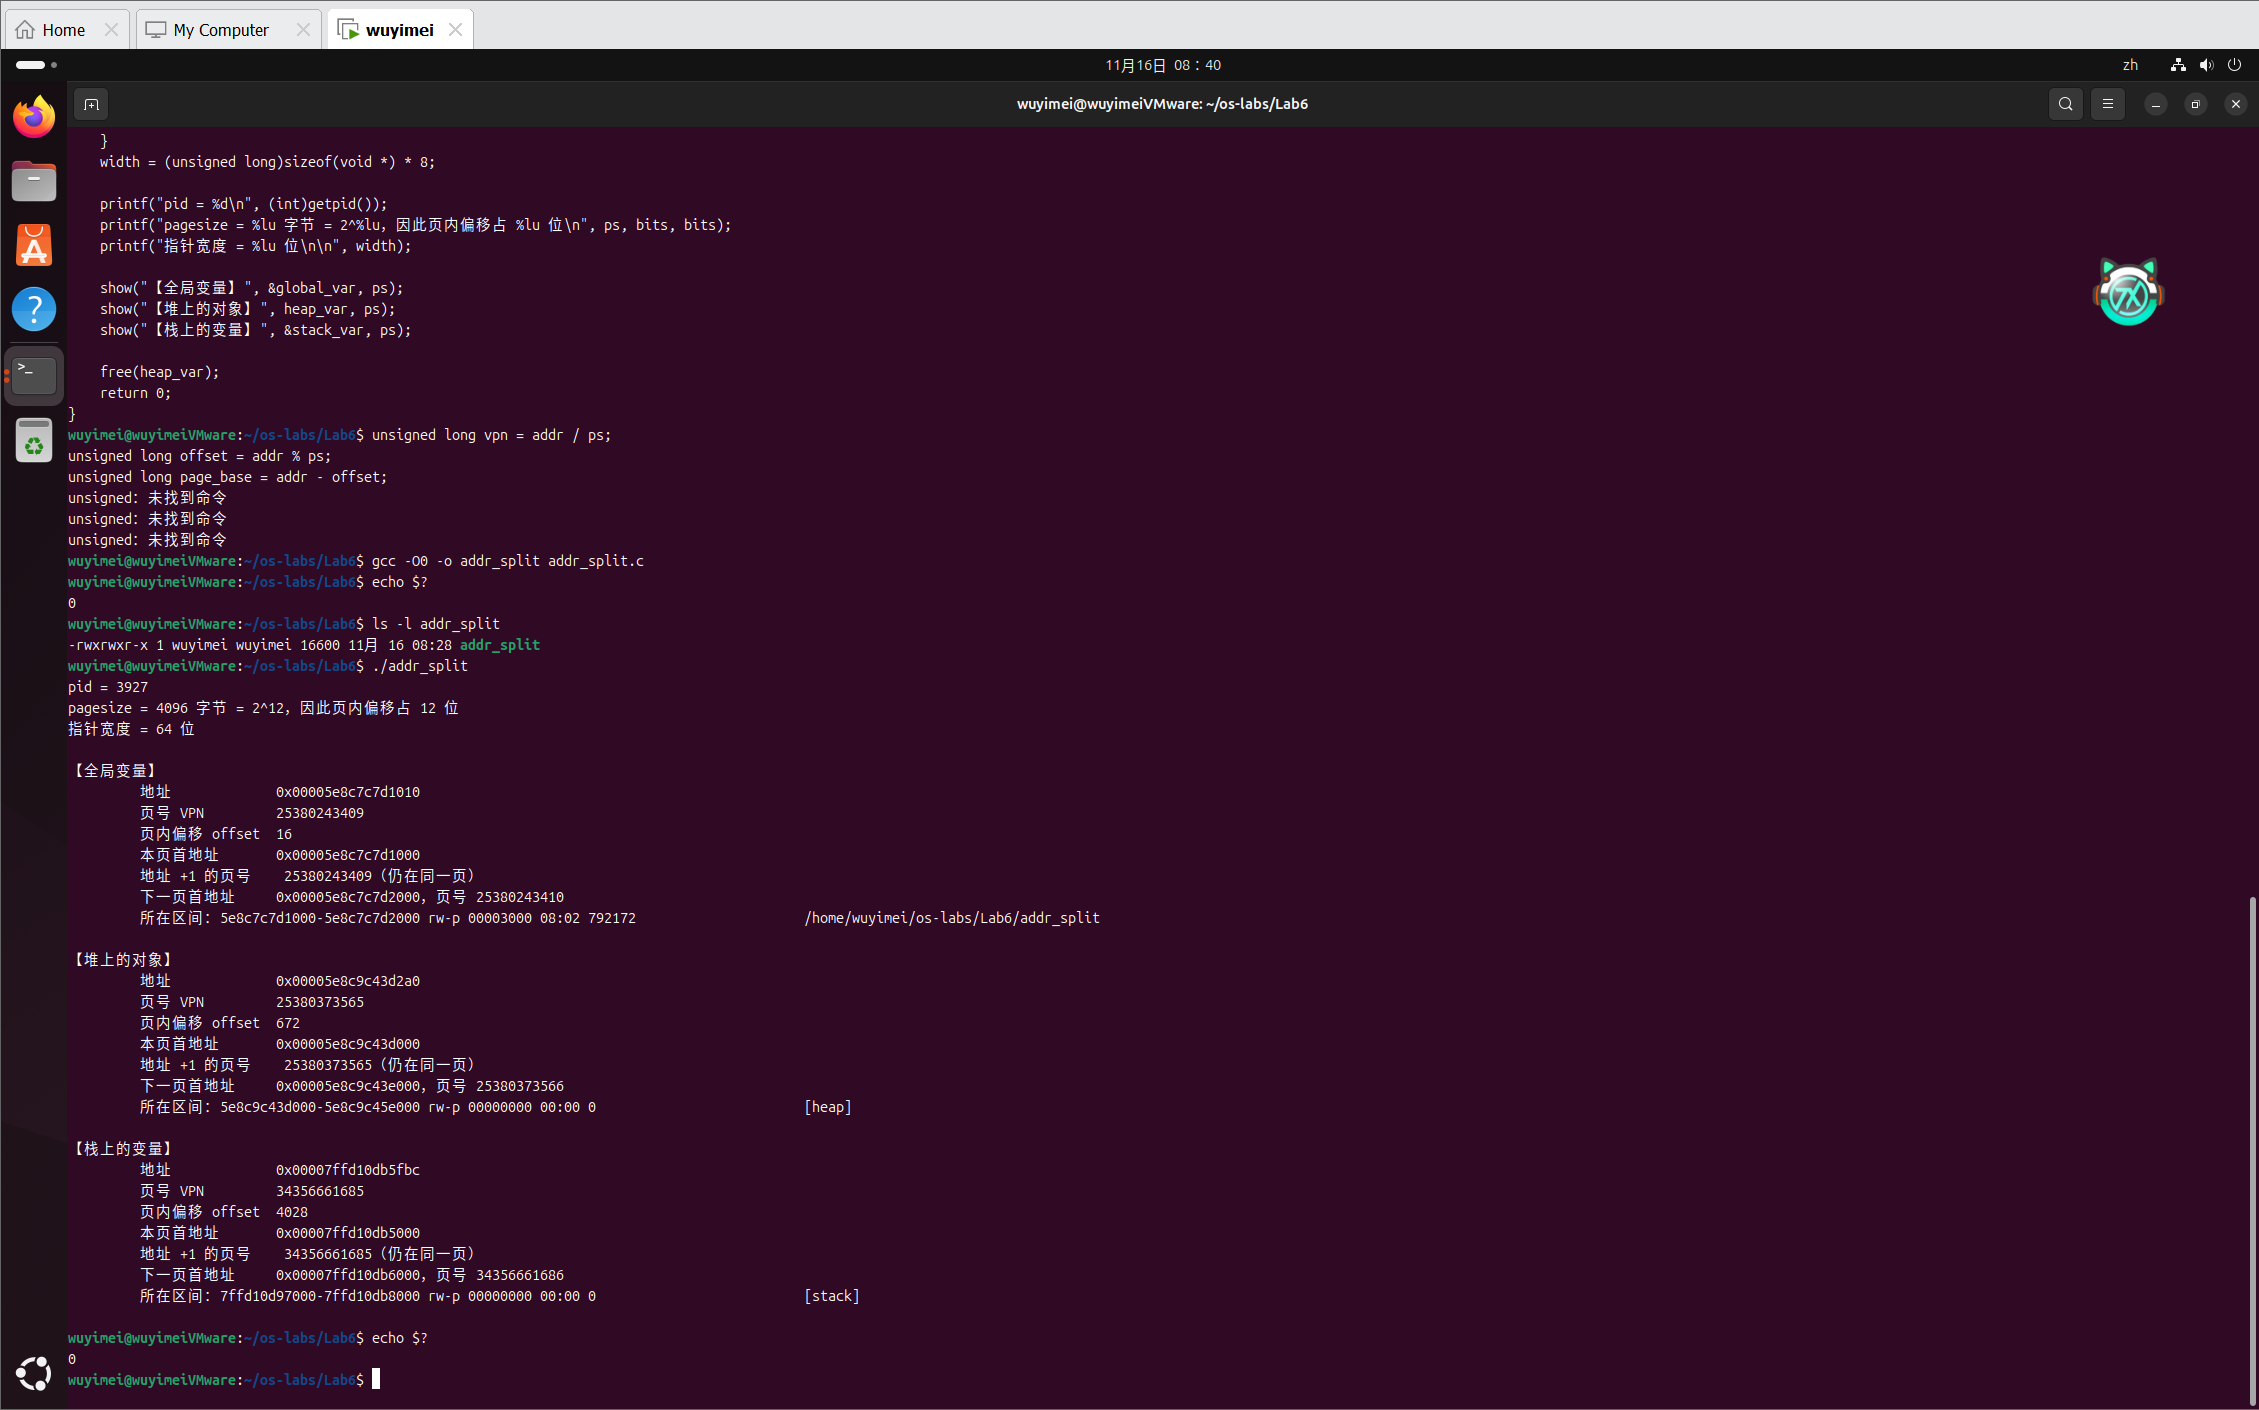 Home
My Computer
wuyimei
11月16日 08：40
zh
wuyimei@wuyimeiVMware: ~/os-labs/Lab6
    }
    width = (unsigned long)sizeof(void *) * 8;

    printf("pid = %d\n", (int)getpid());
    printf("pagesize = %lu 字节 = 2^%lu，因此页内偏移占 %lu 位\n", ps, bits, bits);
    printf("指针宽度 = %lu 位\n\n", width);

    show("【全局变量】", &global_var, ps);
    show("【堆上的对象】", heap_var, ps);
    show("【栈上的变量】", &stack_var, ps);

    free(heap_var);
    return 0;
}
wuyimei@wuyimeiVMware:~/os-labs/Lab6$ unsigned long vpn = addr / ps;
unsigned long offset = addr % ps;
unsigned long page_base = addr - offset;
unsigned：未找到命令
unsigned：未找到命令
unsigned：未找到命令
wuyimei@wuyimeiVMware:~/os-labs/Lab6$ gcc -O0 -o addr_split addr_split.c
wuyimei@wuyimeiVMware:~/os-labs/Lab6$ echo $?
0
wuyimei@wuyimeiVMware:~/os-labs/Lab6$ ls -l addr_split
-rwxrwxr-x 1 wuyimei wuyimei 16600 11月 16 08:28 addr_split
wuyimei@wuyimeiVMware:~/os-labs/Lab6$ ./addr_split
pid = 3927
pagesize = 4096 字节 = 2^12，因此页内偏移占 12 位
指针宽度 = 64 位

【全局变量】
地址 0x00005e8c7c7d1010
页号 VPN 25380243409
页内偏移 offset 16
本页首地址 0x00005e8c7c7d1000
地址 +1 的页号 25380243409（仍在同一页）
下一页首地址 0x00005e8c7c7d2000，页号 25380243410
所在区间：5e8c7c7d1000-5e8c7c7d2000 rw-p 00003000 08:02 792172 /home/wuyimei/os-labs/Lab6/addr_split

【堆上的对象】
地址 0x00005e8c9c43d2a0
页号 VPN 25380373565
页内偏移 offset 672
本页首地址 0x00005e8c9c43d000
地址 +1 的页号 25380373565（仍在同一页）
下一页首地址 0x00005e8c9c43e000，页号 25380373566
所在区间：5e8c9c43d000-5e8c9c45e000 rw-p 00000000 00:00 0 [heap]

【栈上的变量】
地址 0x00007ffd10db5fbc
页号 VPN 34356661685
页内偏移 offset 4028
本页首地址 0x00007ffd10db5000
地址 +1 的页号 34356661685（仍在同一页）
下一页首地址 0x00007ffd10db6000，页号 34356661686
所在区间：7ffd10d97000-7ffd10db8000 rw-p 00000000 00:00 0 [stack]

wuyimei@wuyimeiVMware:~/os-labs/Lab6$ echo $?
0
wuyimei@wuyimeiVMware:~/os-labs/Lab6$